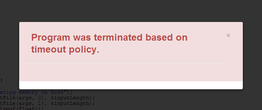 Program was terminated based on
timeout policy.
×